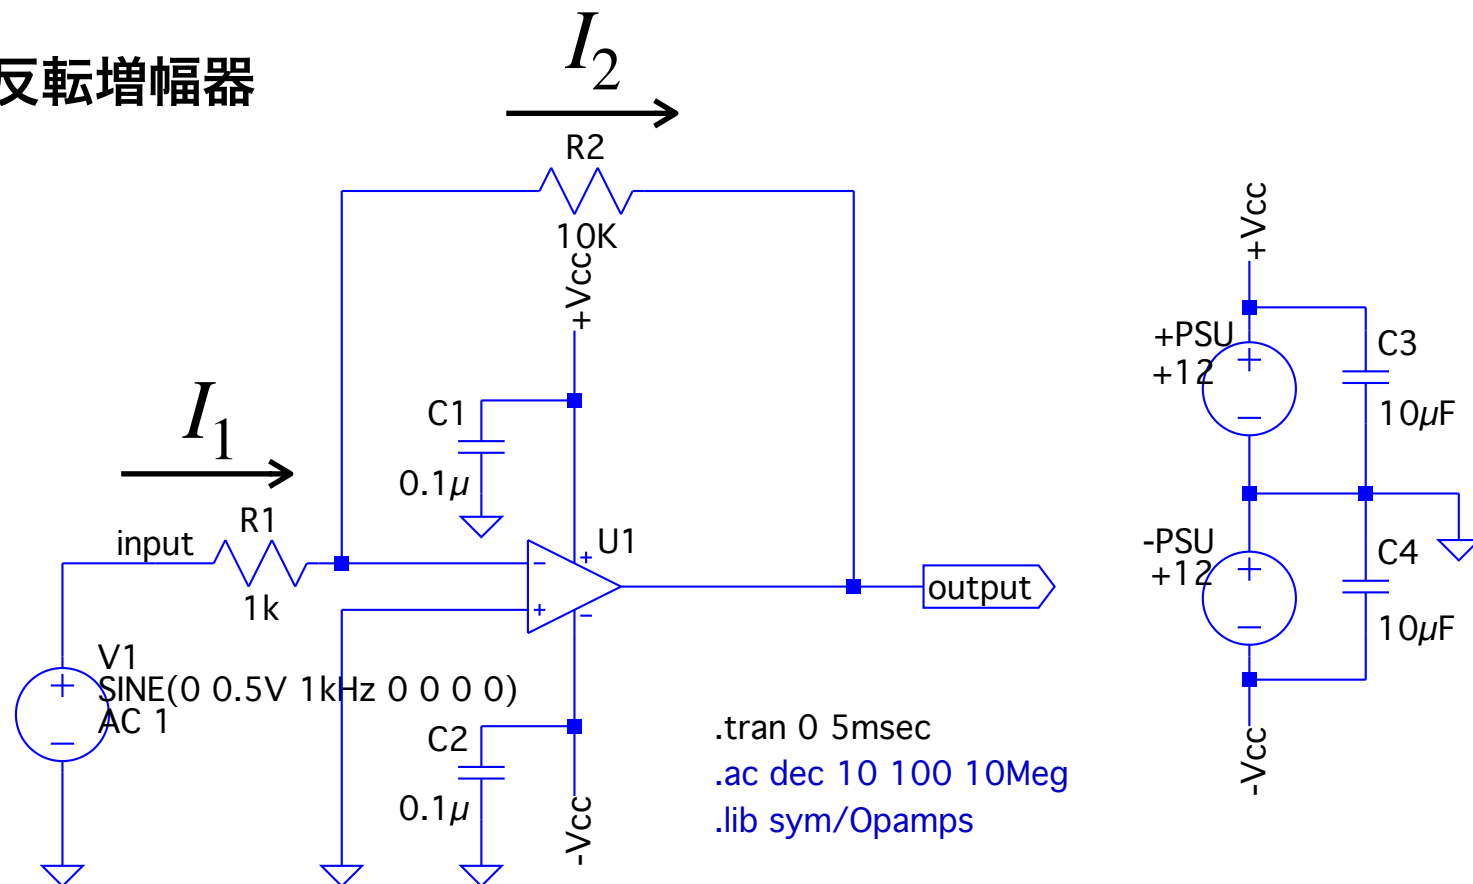 反転増幅器
I2
R2
10K
+Vcc
+Vcc
+PSU
+12
C3
10µF
I1
C1
0.1µ
input
R1
1k
U1
+
−
+
−
output
-PSU
+12
C4
10µF
V1
SINE(0 0.5V 1kHz 0 0 0 0)
AC 1
C2
0.1µ
-Vcc
-Vcc
.tran 0 5msec
.ac dec 10 100 10Meg
.lib sym/Opamps